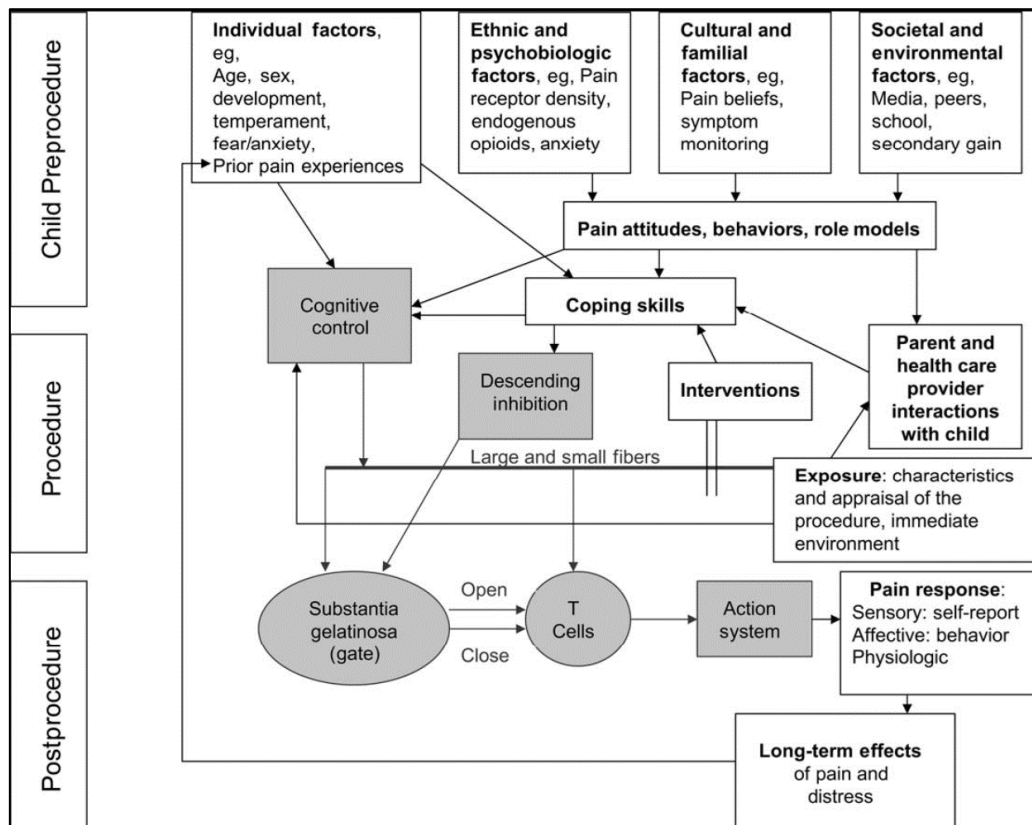 Child Preprocedure
Individual factors,
eg,
Age, sex,
development,
temperament,
fear/anxiety,
Prior pain experiences
Ethnic and
psychobiologic
factors, eg, Pain
receptor density,
endogenous
opioids, anxiety
Cultural and
familial
factors, eg,
Pain beliefs,
symptom
monitoring
Societal and
environmental
factors, eg,
Media, peers,
school,
secondary gain
Pain attitudes, behaviors, role models
Cognitive
control
Coping skills
Procedure
Descending
inhibition
Interventions
Parent and
health care
provider
interactions
with child
Large and small fibers
Exposure: characteristics
and appraisal of the
procedure, immediate
environment
Postprocedure
Substantia
gelatinosa
(gate)
Open
Close
T
Cells
Action
system
Pain response:
Sensory: self-report
Affective: behavior
Physiologic
Long-term effects
of pain and
distress